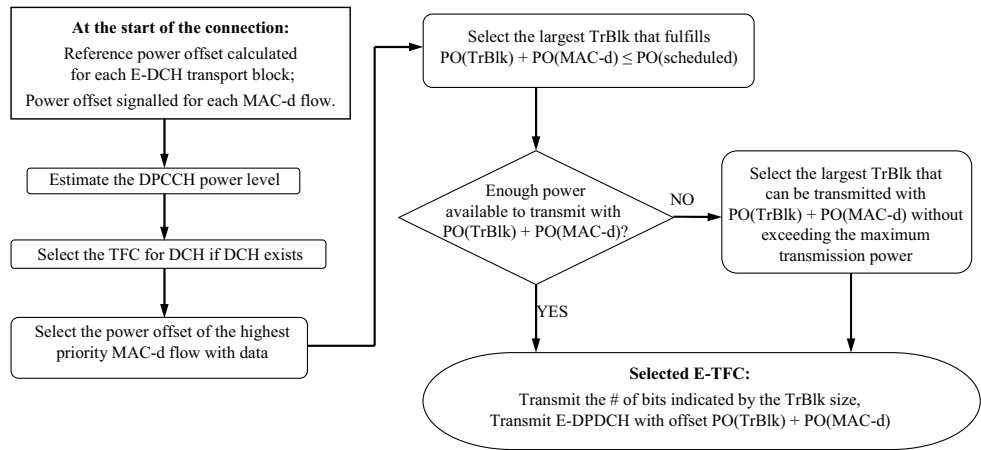 At the start of the connection:
Reference power offset calculated
for each E-DCH transport block;
Power offset signalled for each MAC-d flow.
Estimate the DPCCH power level
Select the TFC for DCH if DCH exists
Select the power offset of the highest
priority MAC-d flow with data
Select the largest TrBlk that fulfills
PO(TrBlk) + PO(MAC-d) ≤ PO(scheduled)
Enough power
available to transmit with
PO(TrBlk) + PO(MAC-d)?
NO
Select the largest TrBlk that
can be transmitted with
PO(TrBlk) + PO(MAC-d) without
exceeding the maximum
transmission power
YES
Selected E-TFC:
Transmit the # of bits indicated by the TrBlk size,
Transmit E-DPDCH with offset PO(TrBlk) + PO(MAC-d)